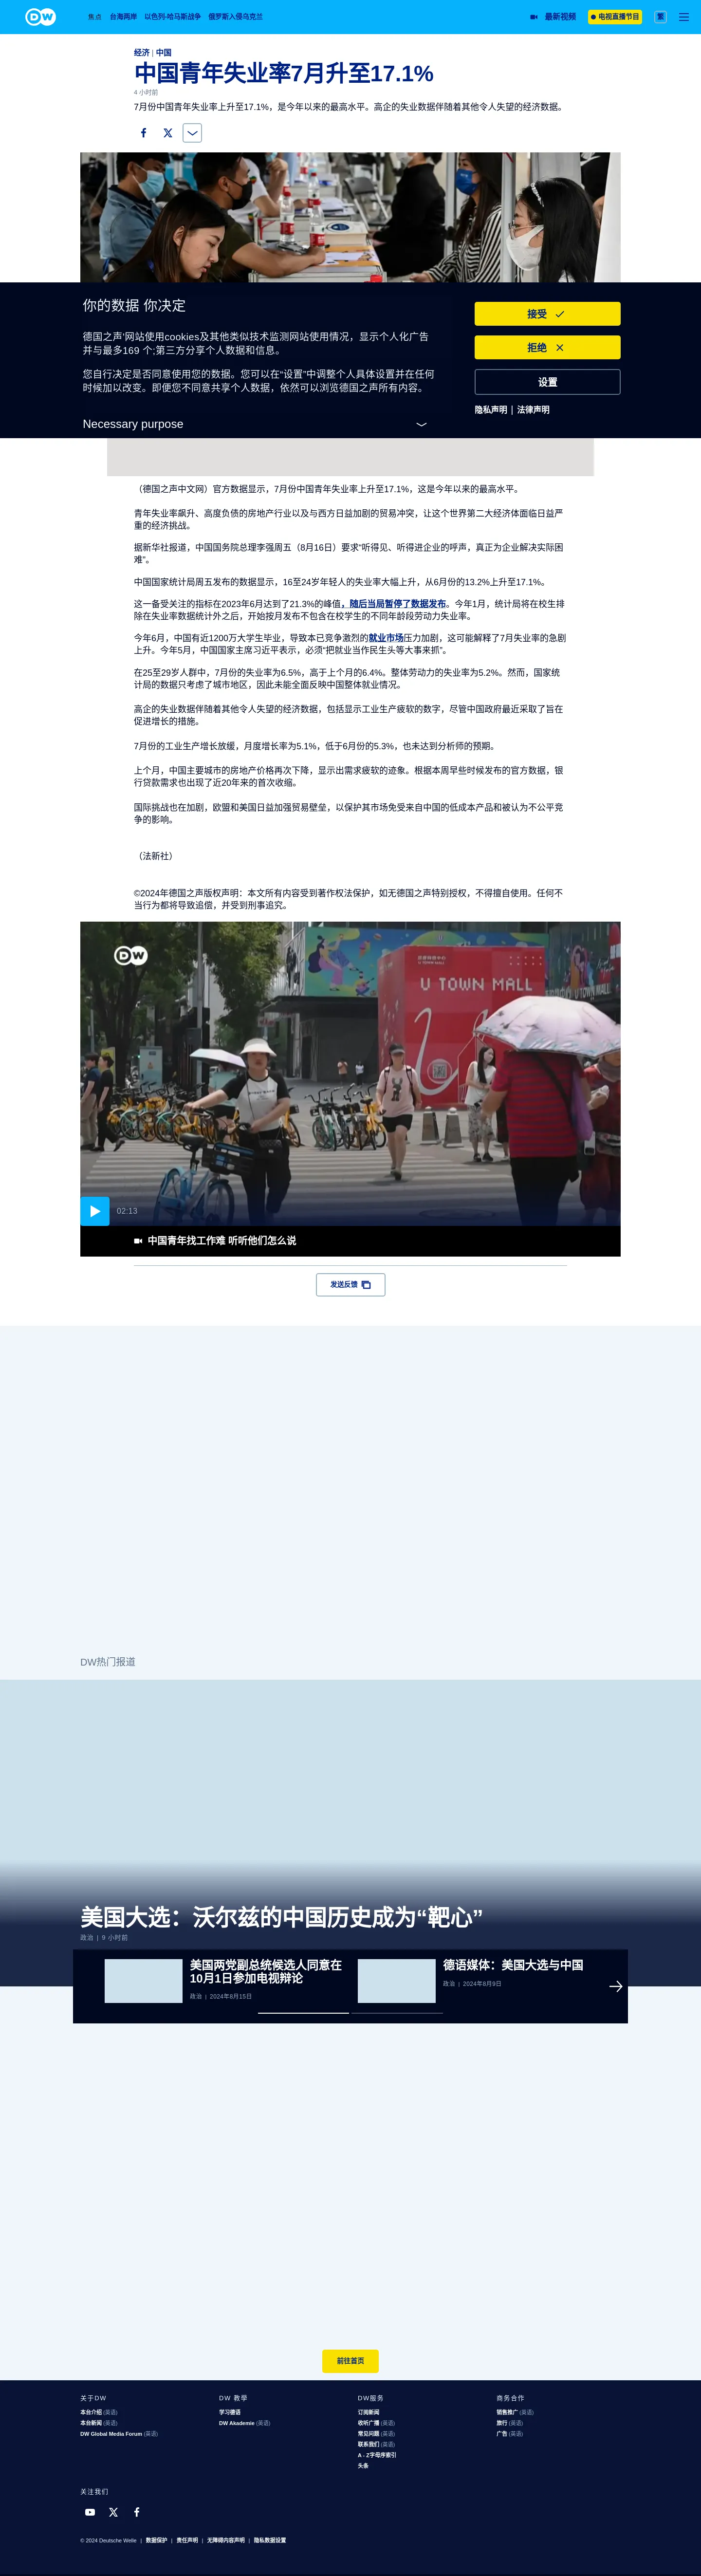 DW
焦点 台海两岸 以色列-哈马斯战争 俄罗斯入侵乌克兰
最新视频 电视直播节目 繁
经济 | 中国
中国青年失业率7月升至17.1%
4 小时前
7月份中国青年失业率上升至17.1%，是今年以来的最高水平。高企的失业数据伴随着其他令人失望的经济数据。
你的数据 你决定
德国之声'网站使用cookies及其他类似技术监测网站使用情况，显示个人化广告
并与最多169 个;第三方分享个人数据和信息。
您自行决定是否同意使用您的数据。您可以在“设置”中调整个人具体设置并在任何
时候加以改变。即使您不同意共享个人数据，依然可以浏览德国之声所有内容。
Necessary purpose
接受
拒绝
设置
隐私声明 | 法律声明
（德国之声中文网）官方数据显示，7月份中国青年失业率上升至17.1%，这是今年以来的最高水平。
青年失业率飙升、高度负债的房地产行业以及与西方日益加剧的贸易冲突，让这个世界第二大经济体面临日益严
重的经济挑战。
据新华社报道，中国国务院总理李强周五（8月16日）要求“听得见、听得进企业的呼声，真正为企业解决实际困
难”。
中国国家统计局周五发布的数据显示，16至24岁年轻人的失业率大幅上升，从6月份的13.2%上升至17.1%。
这一备受关注的指标在2023年6月达到了21.3%的峰值，随后当局暂停了数据发布。今年1月，统计局将在校生排
除在失业率数据统计外之后，开始按月发布不包含在校学生的不同年龄段劳动力失业率。
今年6月，中国有近1200万大学生毕业，导致本已竞争激烈的就业市场压力加剧，这可能解释了7月失业率的急剧
上升。今年5月，中国国家主席习近平表示，必须“把就业当作民生头等大事来抓”。
在25至29岁人群中，7月份的失业率为6.5%，高于上个月的6.4%。整体劳动力的失业率为5.2%。然而，国家统
计局的数据只考虑了城市地区，因此未能全面反映中国整体就业情况。
高企的失业数据伴随着其他令人失望的经济数据，包括显示工业生产疲软的数字，尽管中国政府最近采取了旨在
促进增长的措施。
7月份的工业生产增长放缓，月度增长率为5.1%，低于6月份的5.3%，也未达到分析师的预期。
上个月，中国主要城市的房地产价格再次下降，显示出需求疲软的迹象。根据本周早些时候发布的官方数据，银
行贷款需求也出现了近20年来的首次收缩。
国际挑战也在加剧，欧盟和美国日益加强贸易壁垒，以保护其市场免受来自中国的低成本产品和被认为不公平竞
争的影响。
（法新社）
©2024年德国之声版权声明：本文所有内容受到著作权法保护，如无德国之声特别授权，不得擅自使用。任何不
当行为都将导致追偿，并受到刑事追究。
DW
U TOWN MALL
02:13
中国青年找工作难 听听他们怎么说
发送反馈
DW热门报道
美国大选：沃尔兹的中国历史成为“靶心”
政治 | 9 小时前
美国两党副总统候选人同意在
10月1日参加电视辩论
政治 | 2024年8月15日
德语媒体：美国大选与中国
政治 | 2024年8月9日
前往首页
关于DW
本台介绍 (英语)
本台新闻 (英语)
DW Global Media Forum (英语)
DW 教學
学习德语
DW Akademie (英语)
DW服务
订阅新闻
收听广播 (英语)
常见问题 (英语)
联系我们 (英语)
A - Z字母序索引
头条
商务合作
销售推广 (英语)
旅行 (英语)
广告 (英语)
关注我们
© 2024 Deutsche Welle | 数据保护 | 责任声明 | 无障碍内容声明 | 隐私数据设置